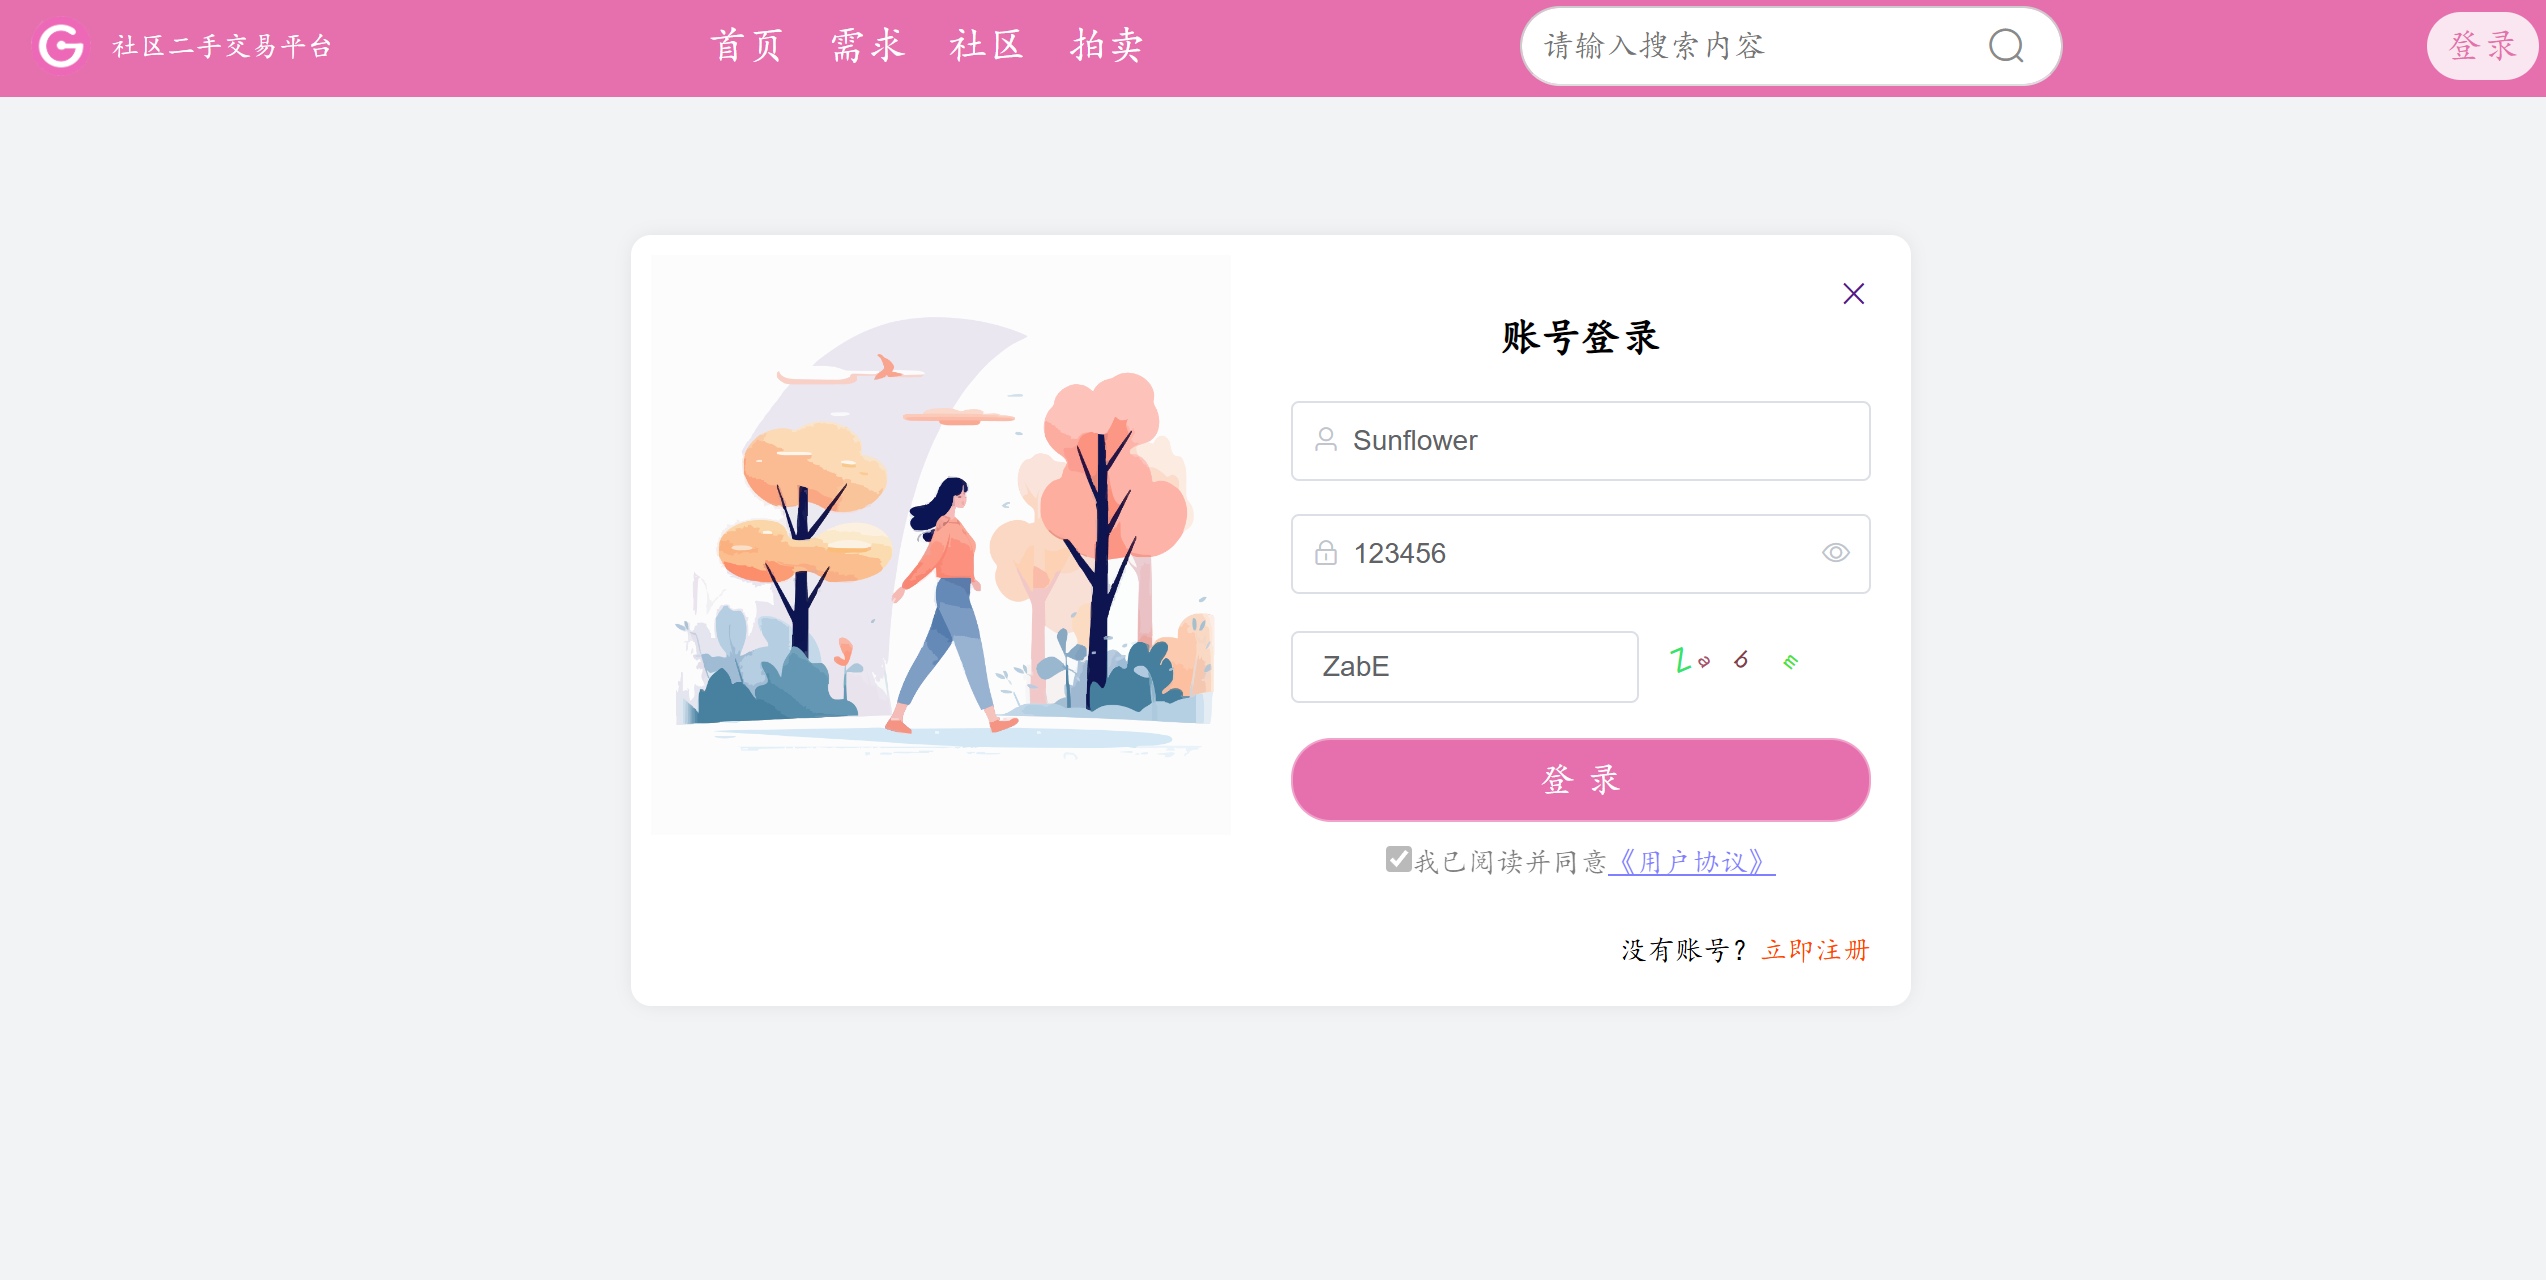 社区二手交易平台
首页 需求 社区 拍卖
请输入搜索内容
登录
账号登录
Sunflower
123456
ZabE
登 录
我已阅读并同意《用户协议》
没有账号？立即注册